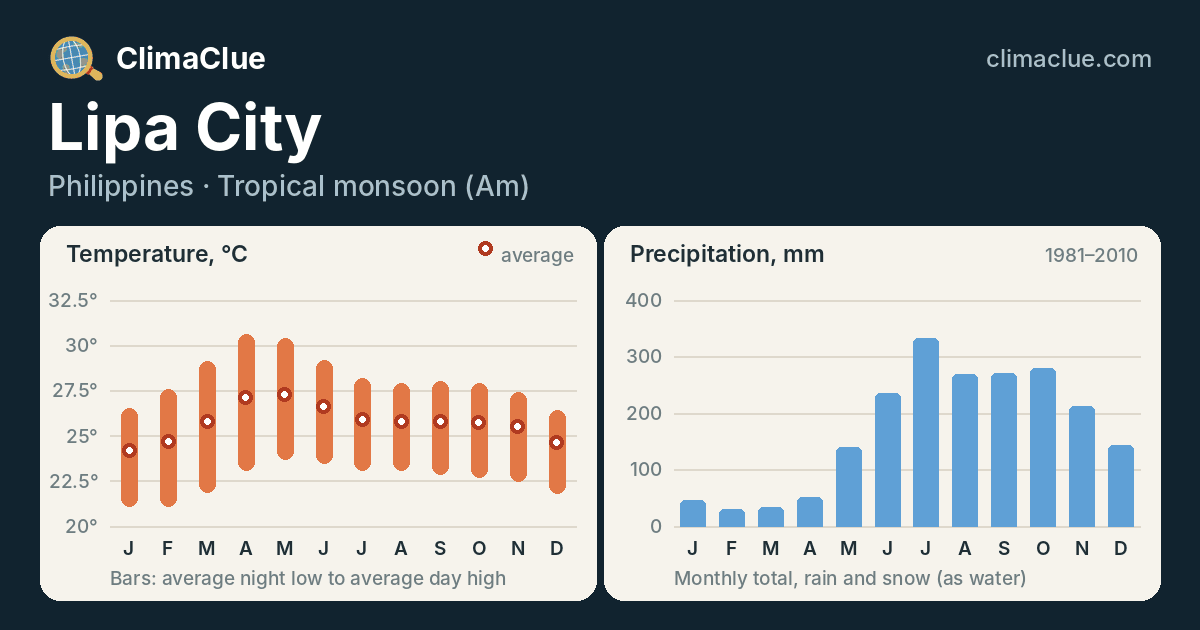 ClimaClue
climaclue.com
Lipa City
Philippines · Tropical monsoon (Am)
Temperature, °C
average
32.5°
30°
27.5°
25°
22.5°
20°
J F M A M J J A S O N D
Bars: average night low to average day high
Precipitation, mm
1981–2010
400
300
200
100
0
J F M A M J J A S O N D
Monthly total, rain and snow (as water)